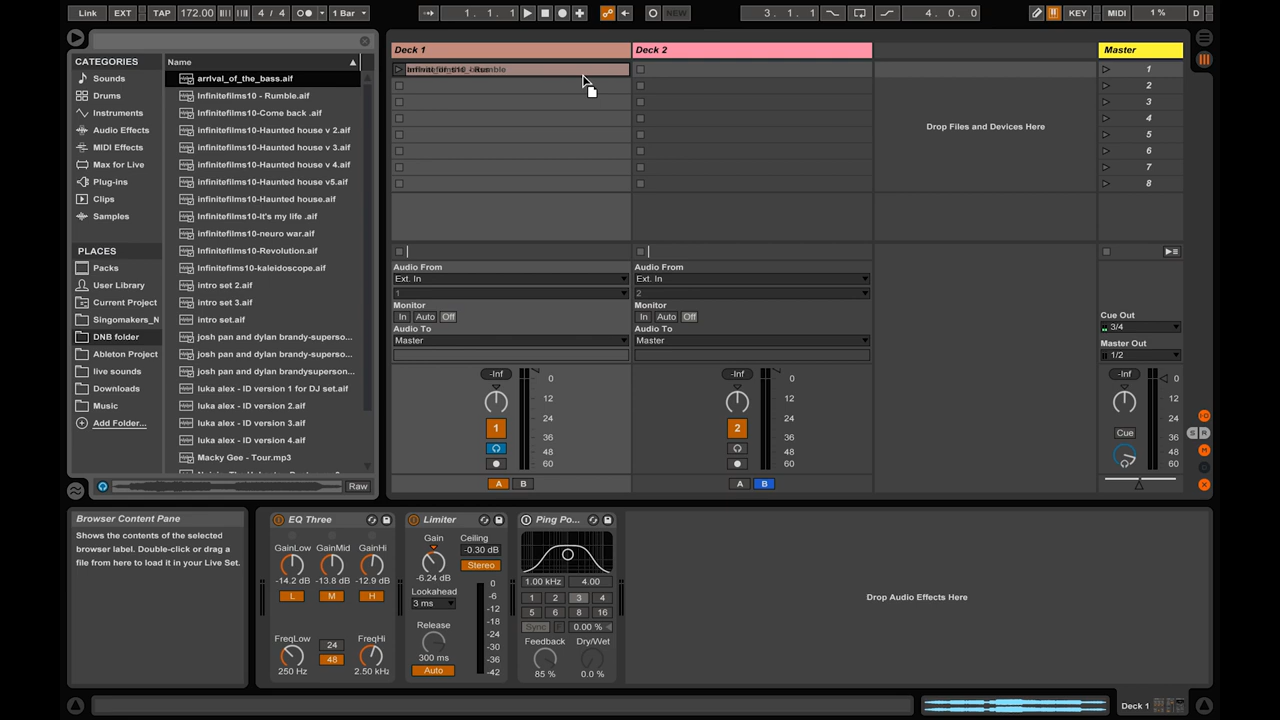 Link EXT TAP 172.00 4 / 4 1 Bar 1. 1. 1 NEW 3. 1. 1 4. 0. 0 KEY MIDI 1 % D
CATEGORIES
Sounds
Drums
Instruments
Audio Effects
MIDI Effects
Max for Live
Plug-ins
Clips
Samples
PLACES
Packs
User Library
Current Project
Singomakers_N
DNB folder
Ableton Project
live sounds
Downloads
Music
Add Folder...
Name
arrval_of_the_bass.aif
Infinitefilms10 - Rumble.aif
Infinitefilms10-Come back .aif
infinitefilms10-Haunted house v 2.aif
infinitefilms10-Haunted house v 3.aif
infinitefilms10-Haunted house v 4.aif
infinitefilms10-Haunted house v5.aif
infinitefilms10-Haunted house.aif
Infinitefilms10-It's my life .aif
infinitefilms10-neuro war.aif
Infinitefilms10-Revolution.aif
Infinitefims10-kaleidoscope.aif
intro set 2.aif
intro set 3.aif
intro set.aif
josh pan and dylan brandy-superso...
josh pan and dylan brandy-superso...
josh pan and dylan brandy-superso...
luka alex - ID version 1 for DJ set.aif
luka alex - ID version 2.aif
luka alex - ID version 3.aif
luka alex - ID version 4.aif
Macky Gee - Tour.mp3
Raw
Deck 1 Deck 2 Master
1
2
3
4
5
6
7
8
Drop Files and Devices Here
Audio From Audio From
Ext. In Ext. In
1 2
Monitor Monitor
In Auto Off In Auto Off
Audio To Audio To
Master Master
Cue Out
3/4
Master Out
1/2
-Inf 0 -Inf 0 -Inf 0
12 12 12
24 24 24
1 36 2 36 Cue 36
48 48 48
60 60 60
A B A B
S R
Browser Content Pane
Shows the contents of the selected
browser label. Double-click or drag a
file from here to load it in your Live Set.
EQ Three
GainLow GainMid GainHi
-14.2 dB -13.8 dB -12.9 dB
L M H
FreqLow 24 FreqHi
48
250 Hz 2.50 kHz
Limiter
Gain Ceiling
-0.30 dB
Stereo
-6.24 dB
Lookahead
3 ms
Release
300 ms
Auto
0
-6
-12
-18
-24
-30
-36
-42
Ping Po...
1.00 kHz 4.00
1 2 3 4
5 6 8 16
Sync 0.00 %
Feedback Dry/Wet
85 % 0.0 %
Drop Audio Effects Here
Deck 1